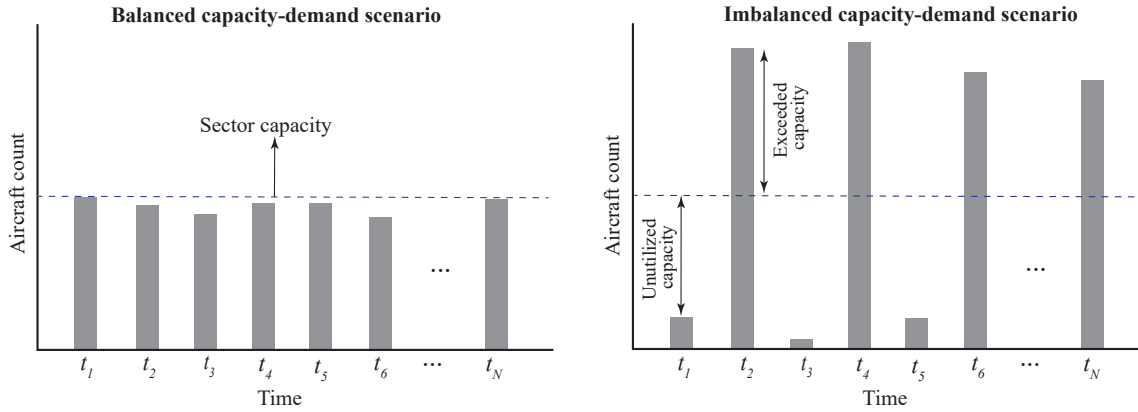 Balanced capacity-demand scenario
Sector capacity
Aircraft count
...
t1 t2 t3 t4 t5 t6 ... tN
Time
Imbalanced capacity-demand scenario
Exceeded
capacity
Unutilized
capacity
Aircraft count
...
t1 t2 t3 t4 t5 t6 ... tN
Time